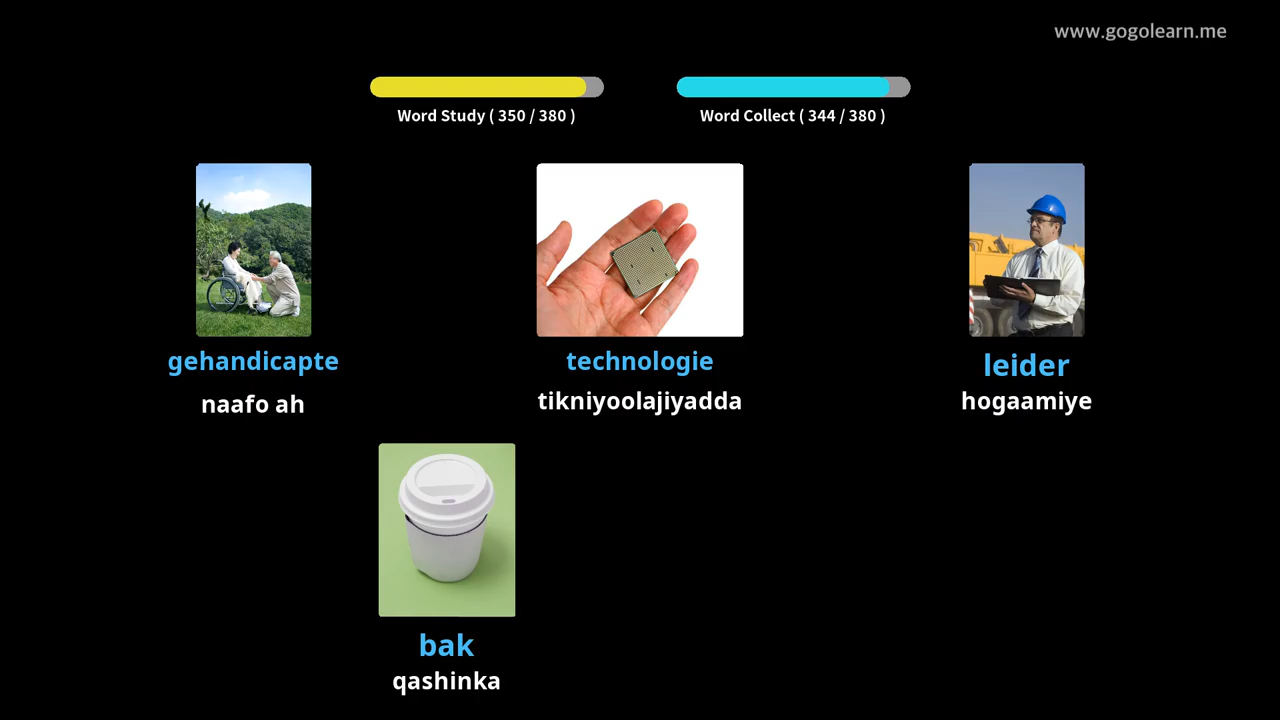 www.gogolearn.me
Word Study ( 350 / 380 )
Word Collect ( 344 / 380 )
gehandicapte
naafo ah
technologie
tikniyoolajiyadda
leider
hogaamiye
bak
qashinka